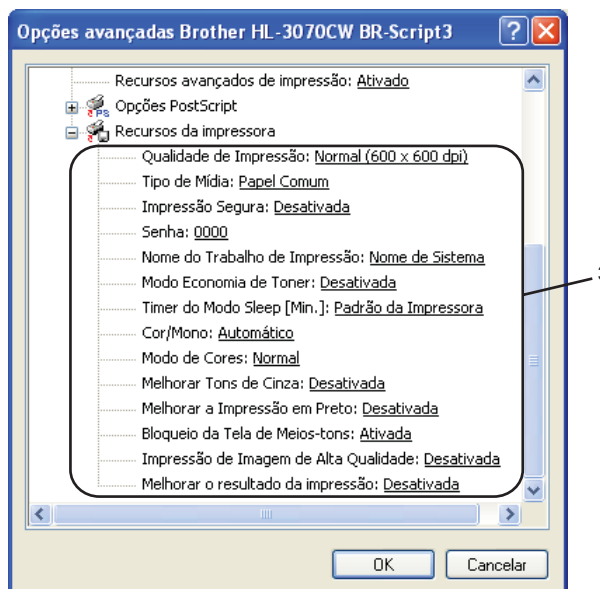 Opções avançadas Brother HL-3070CW BR-Script3
Recursos avançados de impressão: Ativado
Opções PostScript
Recursos da impressora
Qualidade de Impressão: Normal (600 x 600 dpi)
Tipo de Mídia: Papel Comum
Impressão Segura: Desativada
Senha: 0000
Nome do Trabalho de Impressão: Nome de Sistema
Modo Economia de Toner: Desativada
Timer do Modo Sleep [Min.]: Padrão da Impressora
Cor/Mono: Automático
Modo de Cores: Normal
Melhorar Tons de Cinza: Desativada
Melhorar a Impressão em Preto: Desativada
Bloqueio da Tela de Meios-tons: Ativada
Impressão de Imagem de Alta Qualidade: Desativada
Melhorar o resultado da impressão: Desativada
OK Cancelar